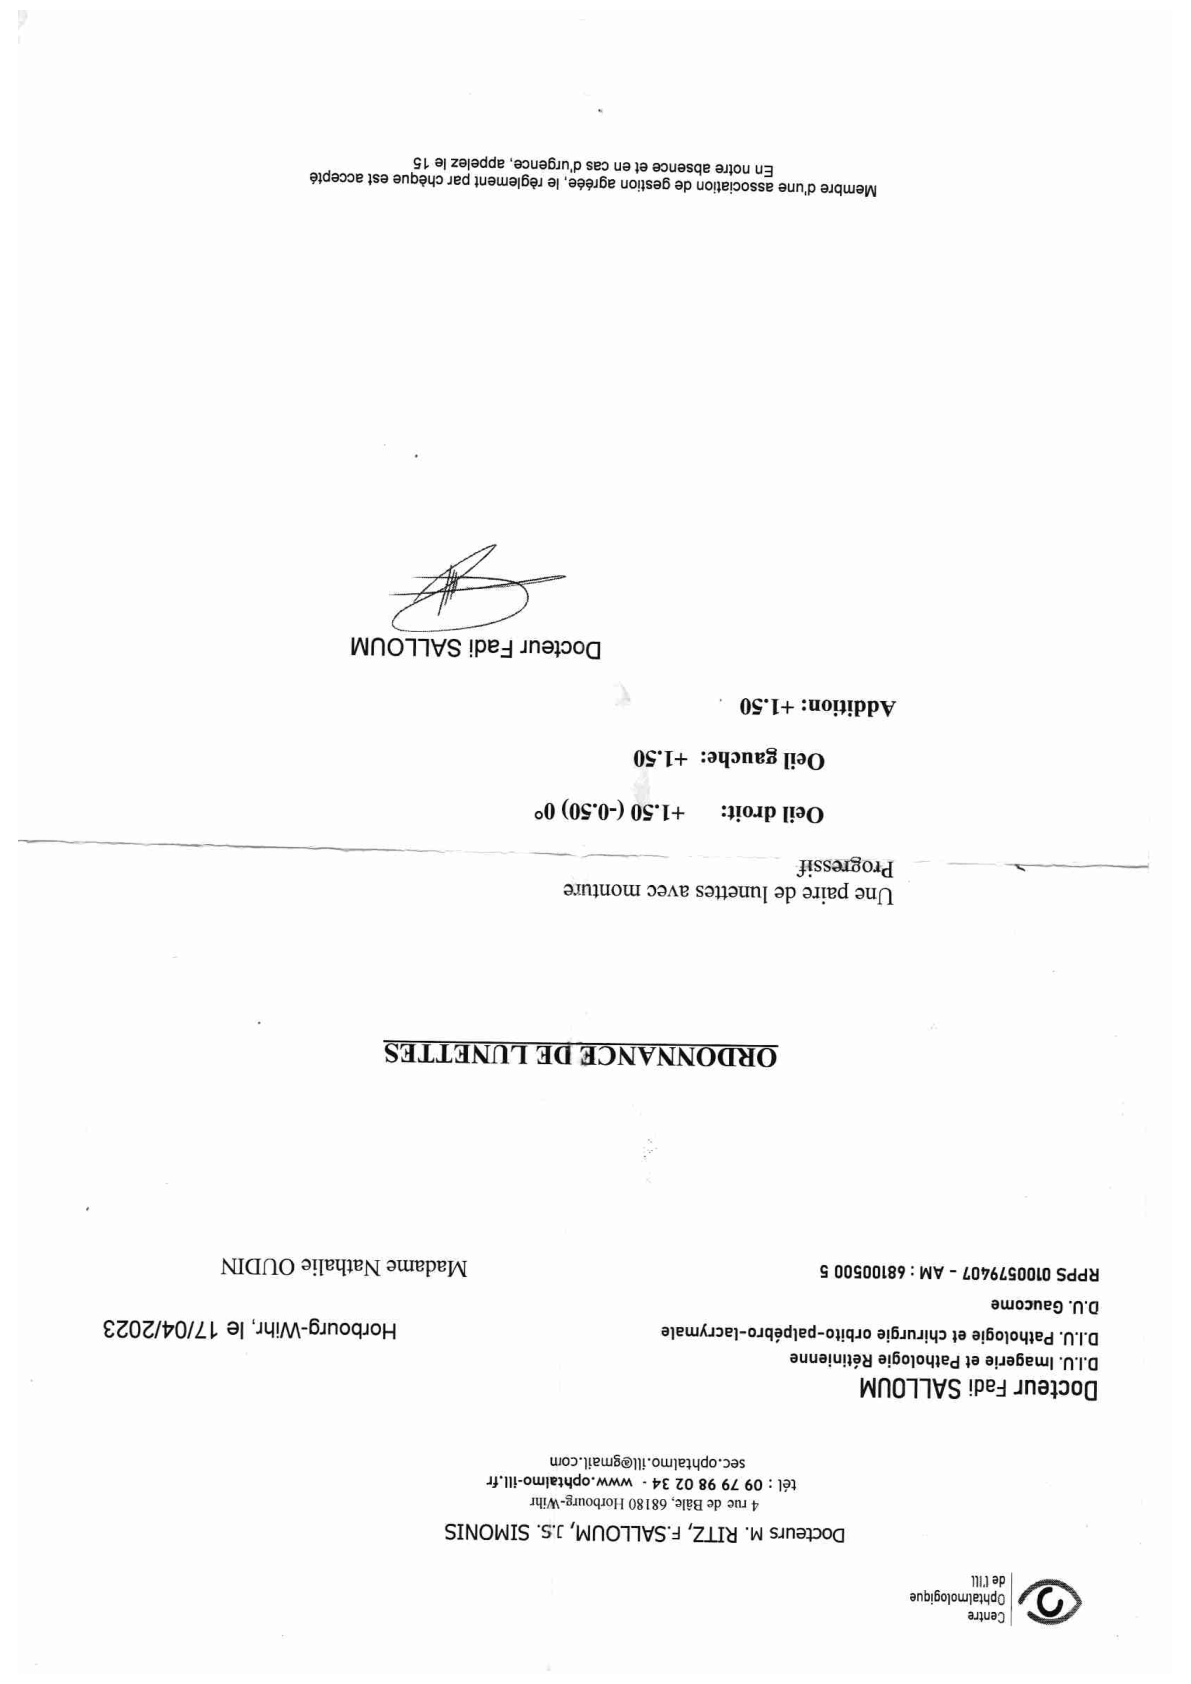 Centre
Ophtalmologique
de l'Ill
Docteurs M. RITZ, F.SALLOUM, J.S. SIMONIS
4 rue de Bâle, 68180 Horbourg-Wihr
tél : 09 79 98 02 34 - www.ophtalmo-ill.fr
sec.ophtalmo.ill@gmail.com
Docteur Fadi SALLOUM
D.I.U. Imagerie et Pathologie Rétinienne
D.I.U. Pathologie et chirurgie orbito-palpébro-lacrymale
D.U. Gaucome
RPPS 0100579407 - AM : 68100500 5
Horbourg-Wihr, le 17/04/2023
Madame Nathalie OUDIN
ORDONNANCE DE LUNETTES
Une paire de lunettes avec monture
Progressif
Oeil droit: +1.50 (-0.50) 0°
Oeil gauche: +1.50
Addition: +1.50
Docteur Fadi SALLOUM
Membre d'une association de gestion agréée, le règlement par chèque est accepté
En notre absence et en cas d'urgence, appelez le 15